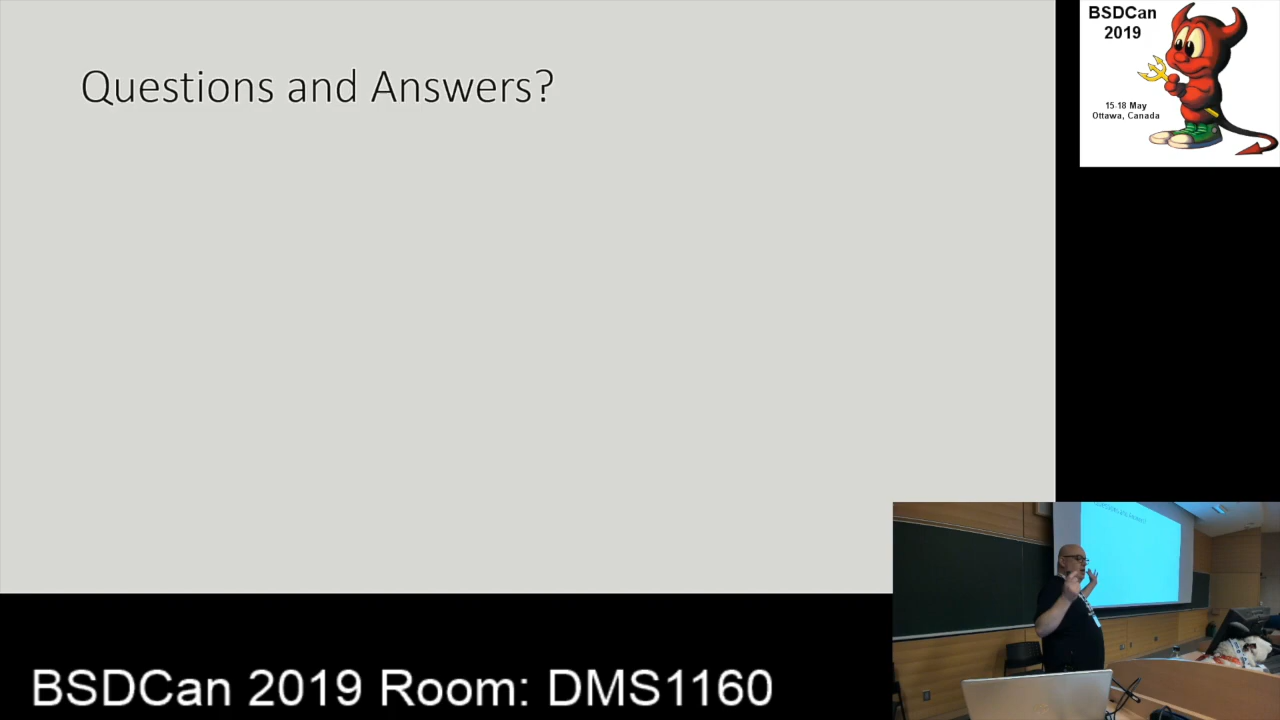 Questions and Answers?
BSDCan
2019
15-18 May
Ottawa, Canada
BSDCan 2019 Room: DMS1160